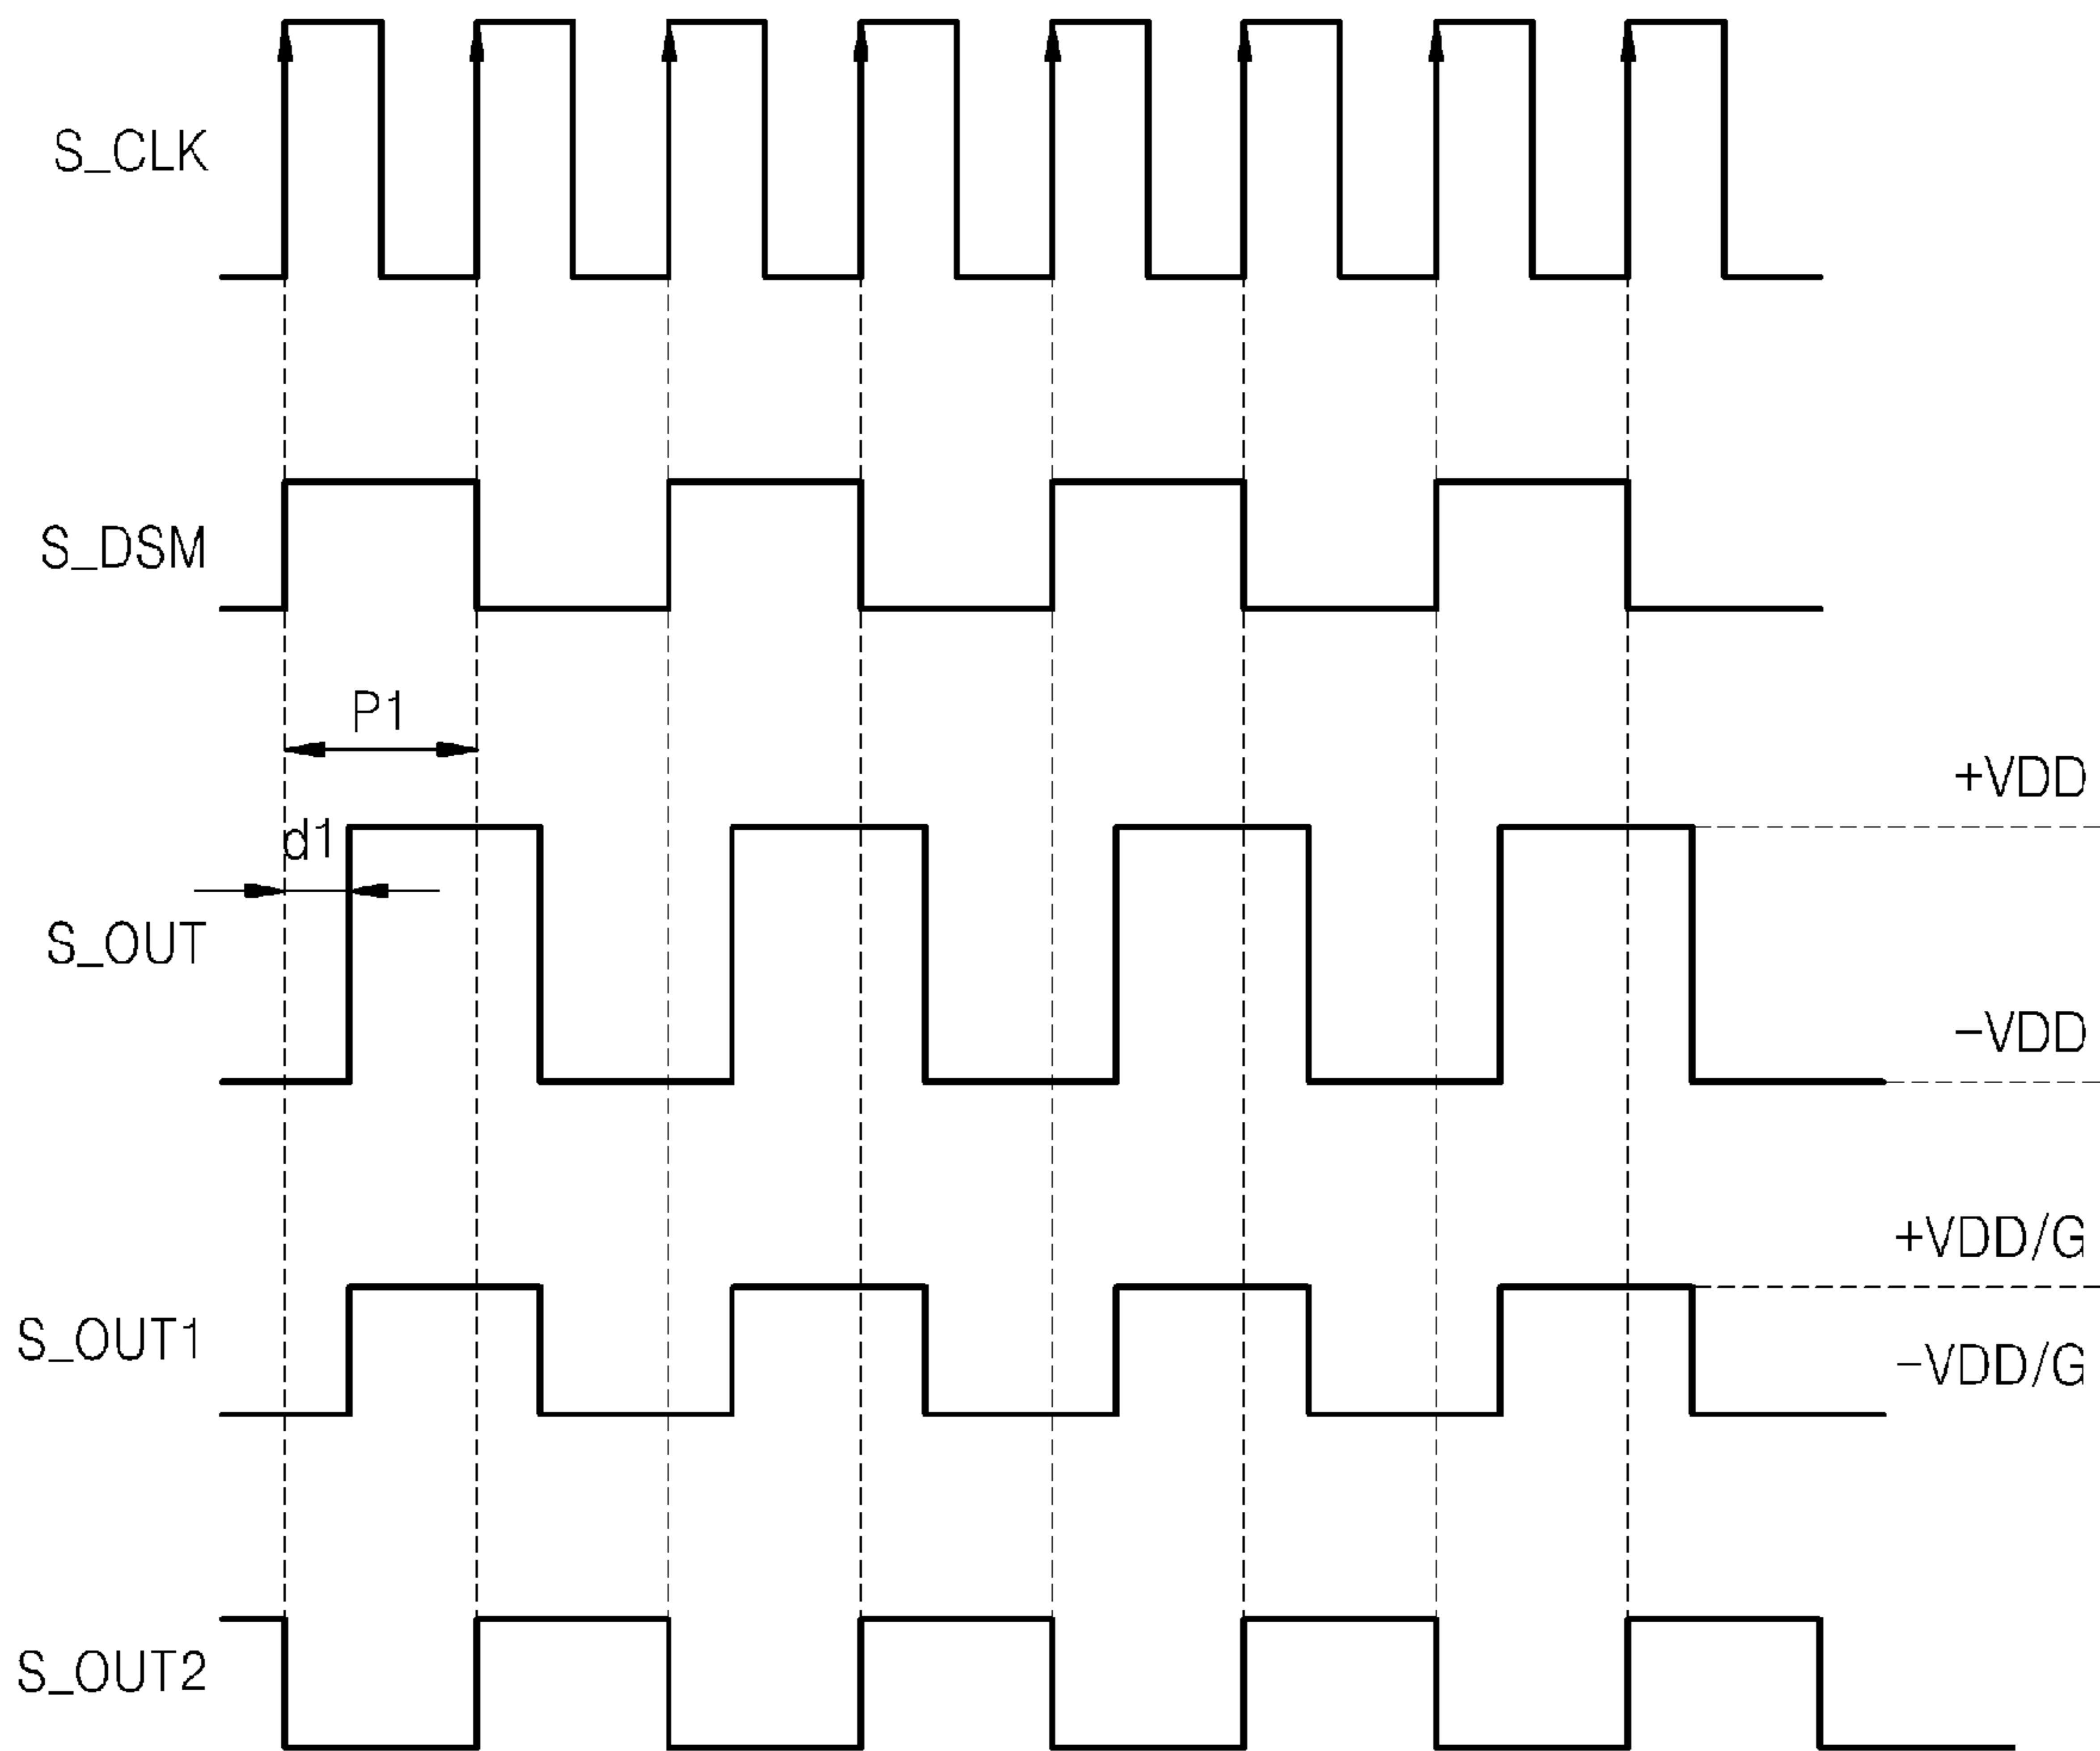 S_CLK
S_DSM
P1
+VDD
d1
S_OUT
−VDD
+VDD/G
S_OUT1
−VDD/G
S_OUT2